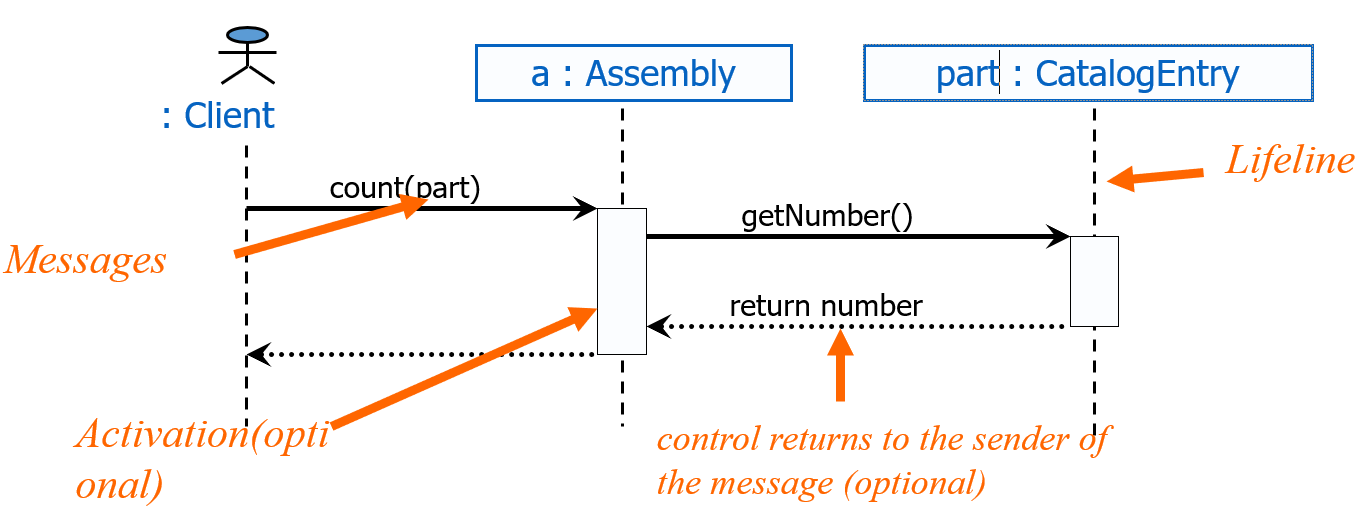 a : Assembly
part : CatalogEntry
: Client
Lifeline
count(part)
getNumber()
Messages
return number
Activation(opti
onal)
control returns to the sender of
the message (optional)